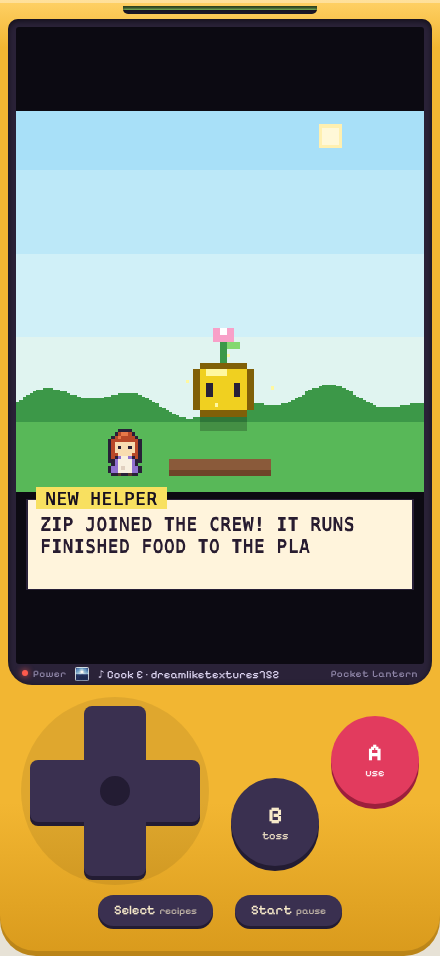 NEW HELPER
ZIP JOINED THE CREW! IT RUNS
FINISHED FOOD TO THE PLA
Power
♪ Cook E · dreamliketextures792
Pocket Lantern
A
use
B
toss
Select recipes
Start pause